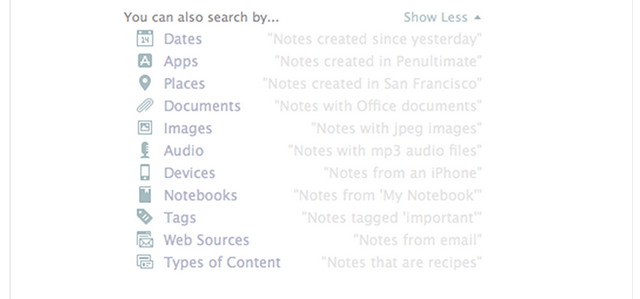 You can also search by... Show Less
14 Dates "Notes created since yesterday"
A Apps "Notes created in Penultimate"
Places "Notes created in San Francisco"
Documents "Notes with Office documents"
Images "Notes with jpeg images"
Audio "Notes with mp3 audio files"
Devices "Notes from an iPhone"
Notebooks "Notes from 'My Notebook'"
Tags "Notes tagged 'important'"
Web Sources "Notes from email"
Types of Content "Notes that are recipes"